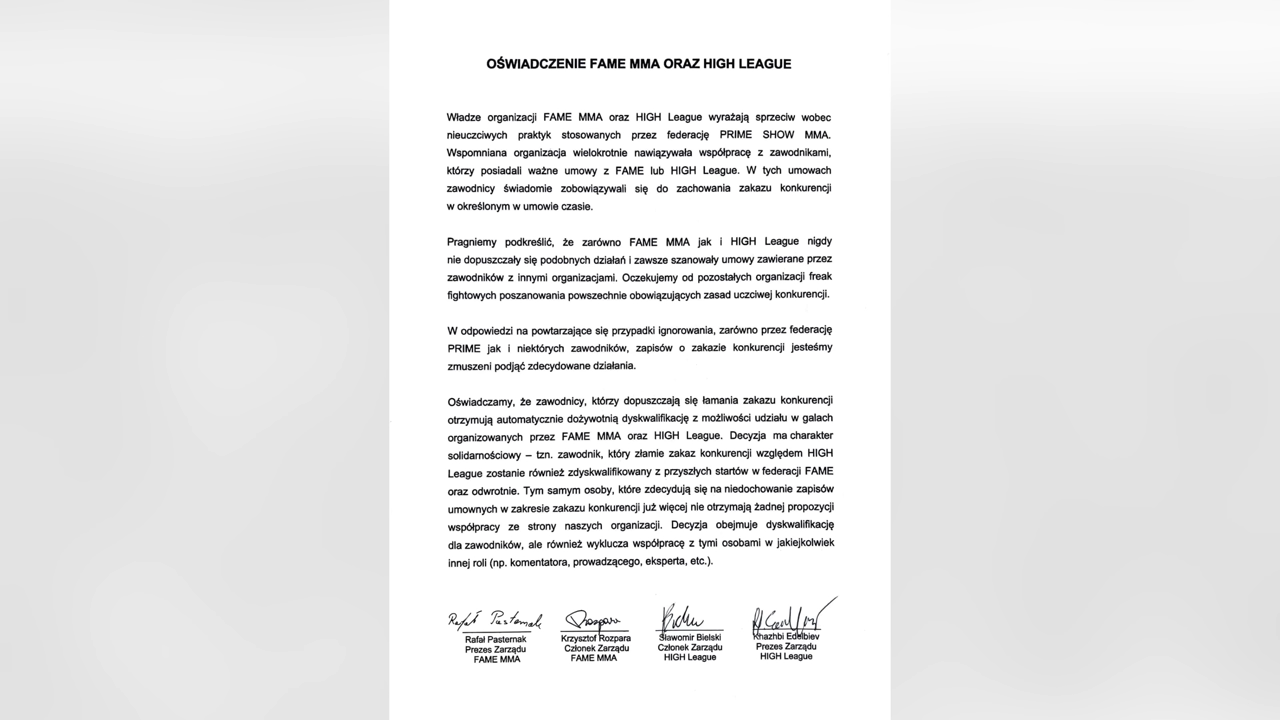 OŚWIADCZENIE FAME MMA ORAZ HIGH LEAGUE
Władze organizacji FAME MMA oraz HIGH League wyrażają sprzeciw wobec
nieuczciwych praktyk stosowanych przez federację PRIME SHOW MMA.
Wspomniana organizacja wielokrotnie nawiązywała współpracę z zawodnikami,
którzy posiadali ważne umowy z FAME lub HIGH League. W tych umowach
zawodnicy świadomie zobowiązywali się do zachowania zakazu konkurencji
w określonym w umowie czasie.
Pragniemy podkreślić, że zarówno FAME MMA jak i HIGH League nigdy
nie dopuszczały się podobnych działań i zawsze szanowały umowy zawierane przez
zawodników z innymi organizacjami. Oczekujemy od pozostałych organizacji freak
fightowych poszanowania powszechnie obowiązujących zasad uczciwej konkurencji.
W odpowiedzi na powtarzające się przypadki ignorowania, zarówno przez federację
PRIME jak i niektórych zawodników, zapisów o zakazie konkurencji jesteśmy
zmuszeni podjąć zdecydowane działania.
Oświadczamy, że zawodnicy, którzy dopuszczają się łamania zakazu konkurencji
otrzymują automatycznie dożywotnią dyskwalifikację z możliwości udziału w galach
organizowanych przez FAME MMA oraz HIGH League. Decyzja ma charakter
solidarnościowy – tzn. zawodnik, który złamie zakaz konkurencji względem HIGH
League zostanie również zdyskwalifikowany z przyszłych startów w federacji FAME
oraz odwrotnie. Tym samym osoby, które zdecydują się na niedochowanie zapisów
umownych w zakresie zakazu konkurencji już więcej nie otrzymają żadnej propozycji
współpracy ze strony naszych organizacji. Decyzja obejmuje dyskwalifikację
dla zawodników, ale również wyklucza współpracę z tymi osobami w jakiejkolwiek
innej roli (np. komentatora, prowadzącego, eksperta, etc.).
Rafał Pasternak
Rafał Pasternak
Prezes Zarządu
FAME MMA
Rozpara
Krzysztof Rozpara
Członek Zarządu
FAME MMA
Sławomir Bielski
Członek Zarządu
HIGH League
Khazhbi Edelbiev
Prezes Zarządu
HIGH League